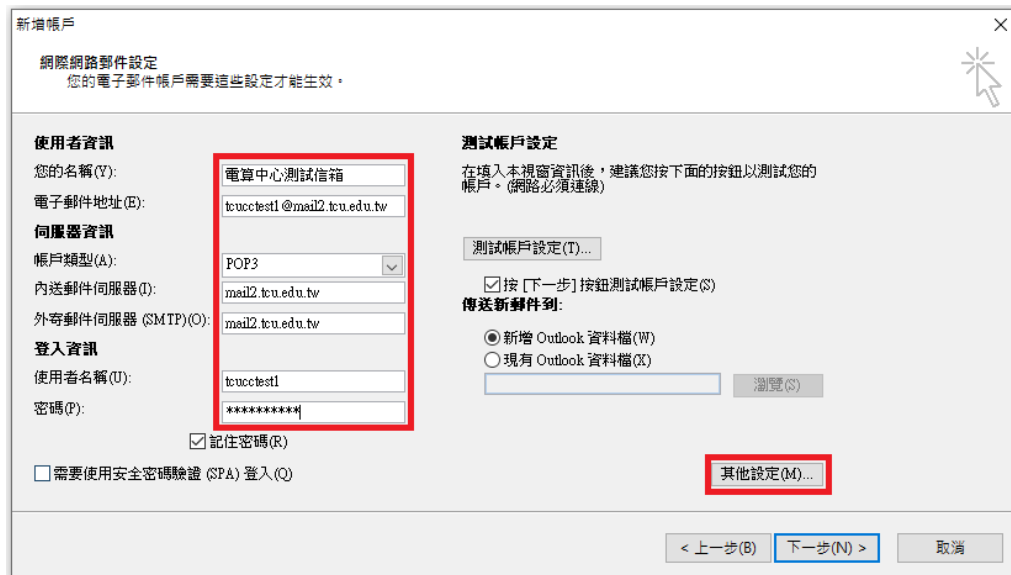 新增帳戶
網際網路郵件設定
您的電子郵件帳戶需要這些設定才能生效。
使用者資訊
您的名稱(Y):
電算中心測試信箱
電子郵件地址(E):
tcucctest1@mail2.tcu.edu.tw
伺服器資訊
帳戶類型(A):
POP3
內送郵件伺服器(I):
mail2.tcu.edu.tw
外寄郵件伺服器 (SMTP)(O):
mail2.tcu.edu.tw
登入資訊
使用者名稱(U):
tcucctest1
密碼(P):
**********
記住密碼(R)
需要使用安全密碼驗證 (SPA) 登入(Q)
測試帳戶設定
在填入本視窗資訊後，建議您按下面的按鈕以測試您的
帳戶。(網路必須連線)
測試帳戶設定(T)...
按 [下一步] 按鈕測試帳戶設定(S)
傳送新郵件到:
新增 Outlook 資料檔(W)
現有 Outlook 資料檔(X)
瀏覽(S)
其他設定(M)...
< 上一步(B)
下一步(N) >
取消